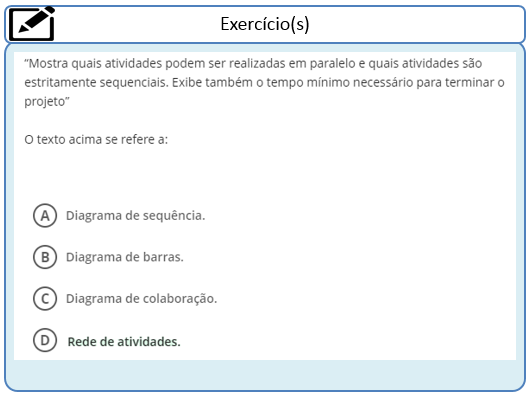 Exercício(s)
“Mostra quais atividades podem ser realizadas em paralelo e quais atividades são
estritamente sequenciais. Exibe também o tempo mínimo necessário para terminar o
projeto”
O texto acima se refere a:
A Diagrama de sequência.
B Diagrama de barras.
C Diagrama de colaboração.
D Rede de atividades.